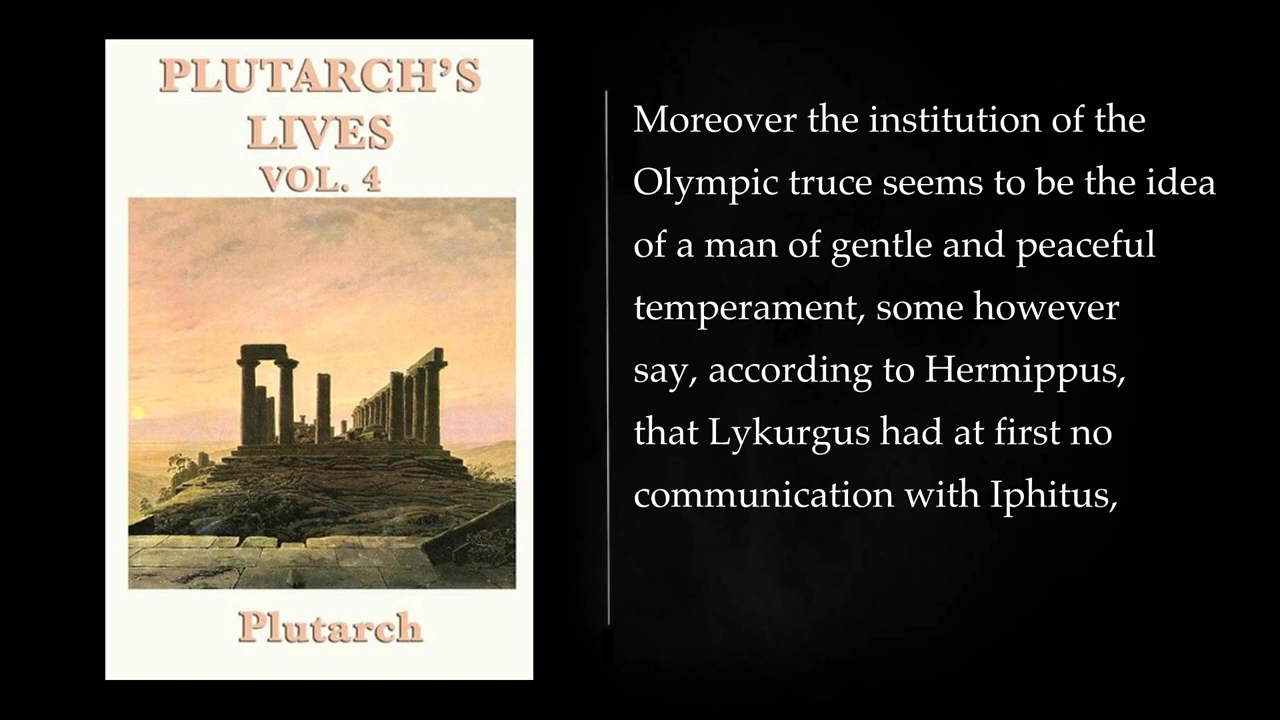 PLUTARCH'S
LIVES
VOL. 4
Plutarch
Moreover the institution of the
Olympic truce seems to be the idea
of a man of gentle and peaceful
temperament, some however
say, according to Hermippus,
that Lykurgus had at first no
communication with Iphitus,